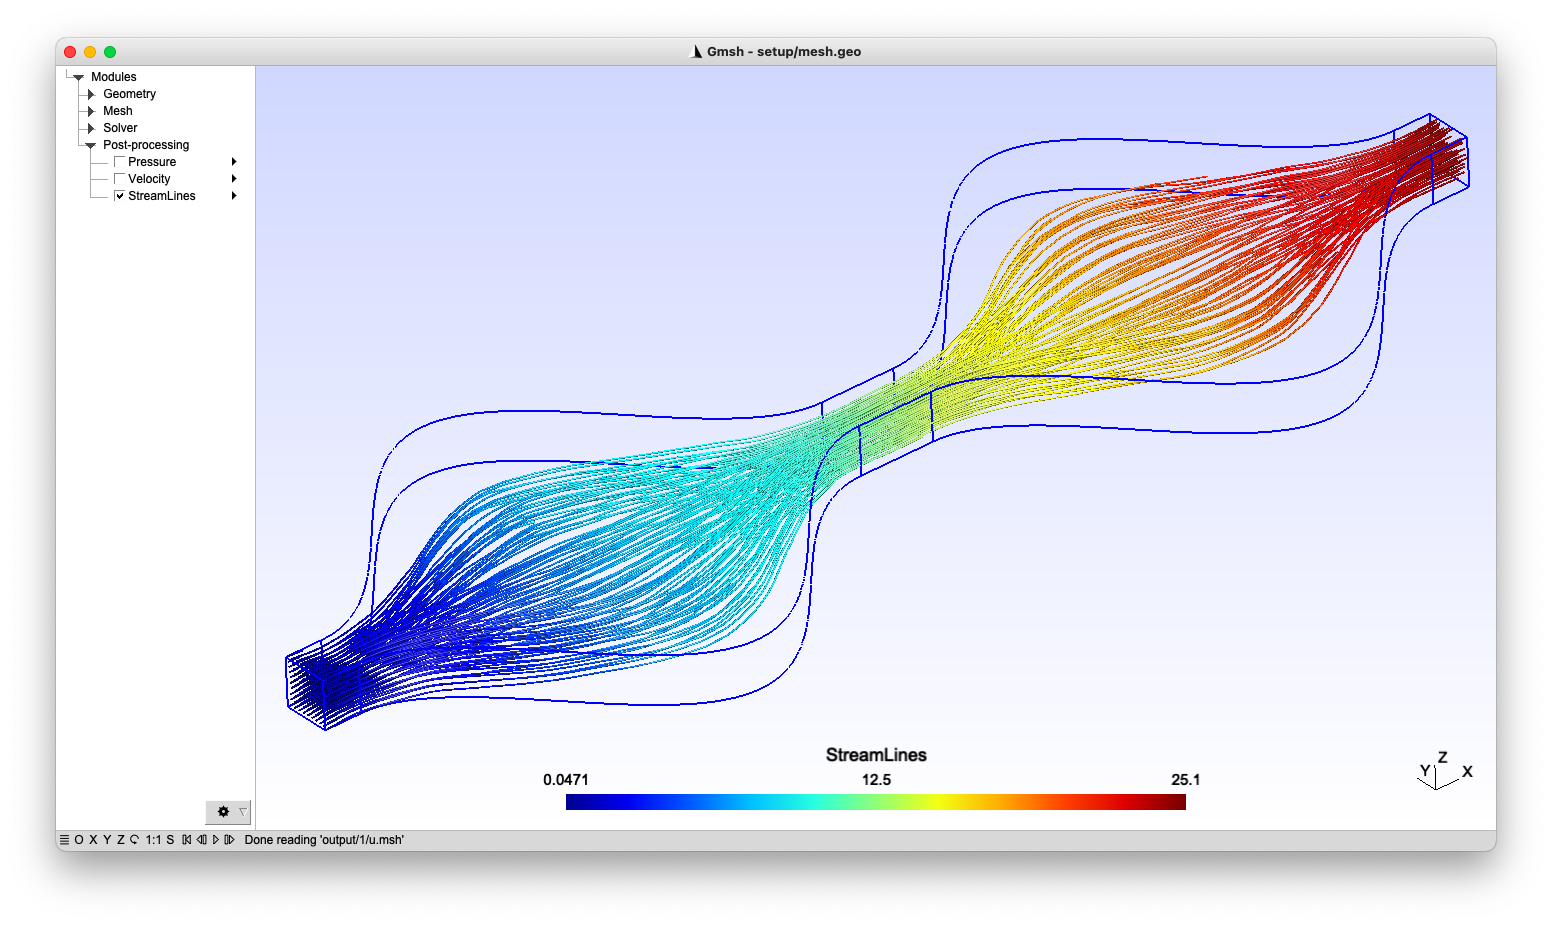 Gmsh - setup/mesh.geo
Modules
Geometry
Mesh
Solver
Post-processing
Pressure
Velocity
StreamLines
StreamLines
0.0471 12.5 25.1
Z
Y X
O X Y Z 1:1 S Done reading 'output/1/u.msh'